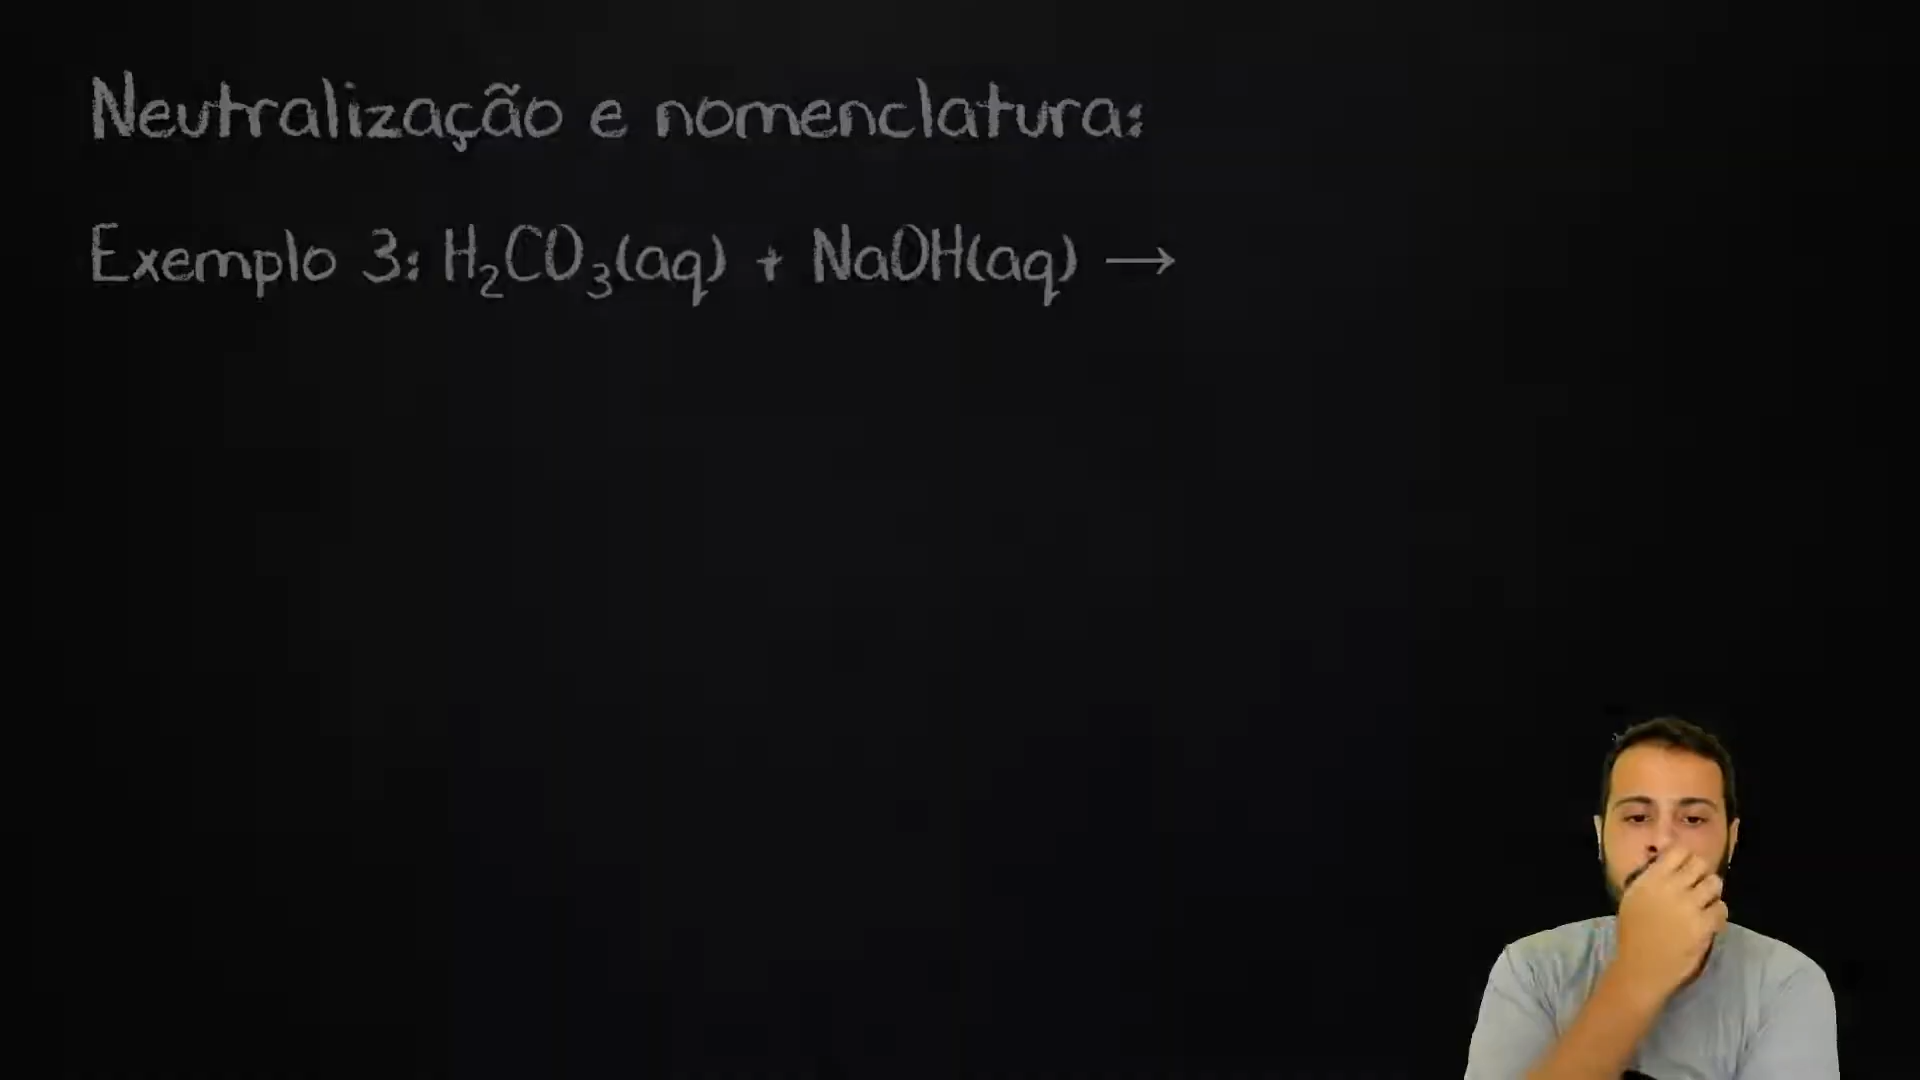 Neutralização e nomenclatura:
Exemplo 3: H₂CO₃(aq) + NaOH(aq) →